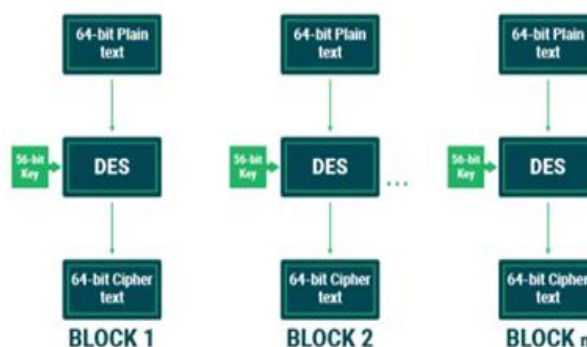 64-bit Plain
text
64-bit Plain
text
64-bit Plain
text
56-bit
Key
DES
56-bit
Key
DES
...
56-bit
Key
DES
64-bit Cipher
text
64-bit Cipher
text
64-bit Cipher
text
BLOCK 1
BLOCK 2
BLOCK n